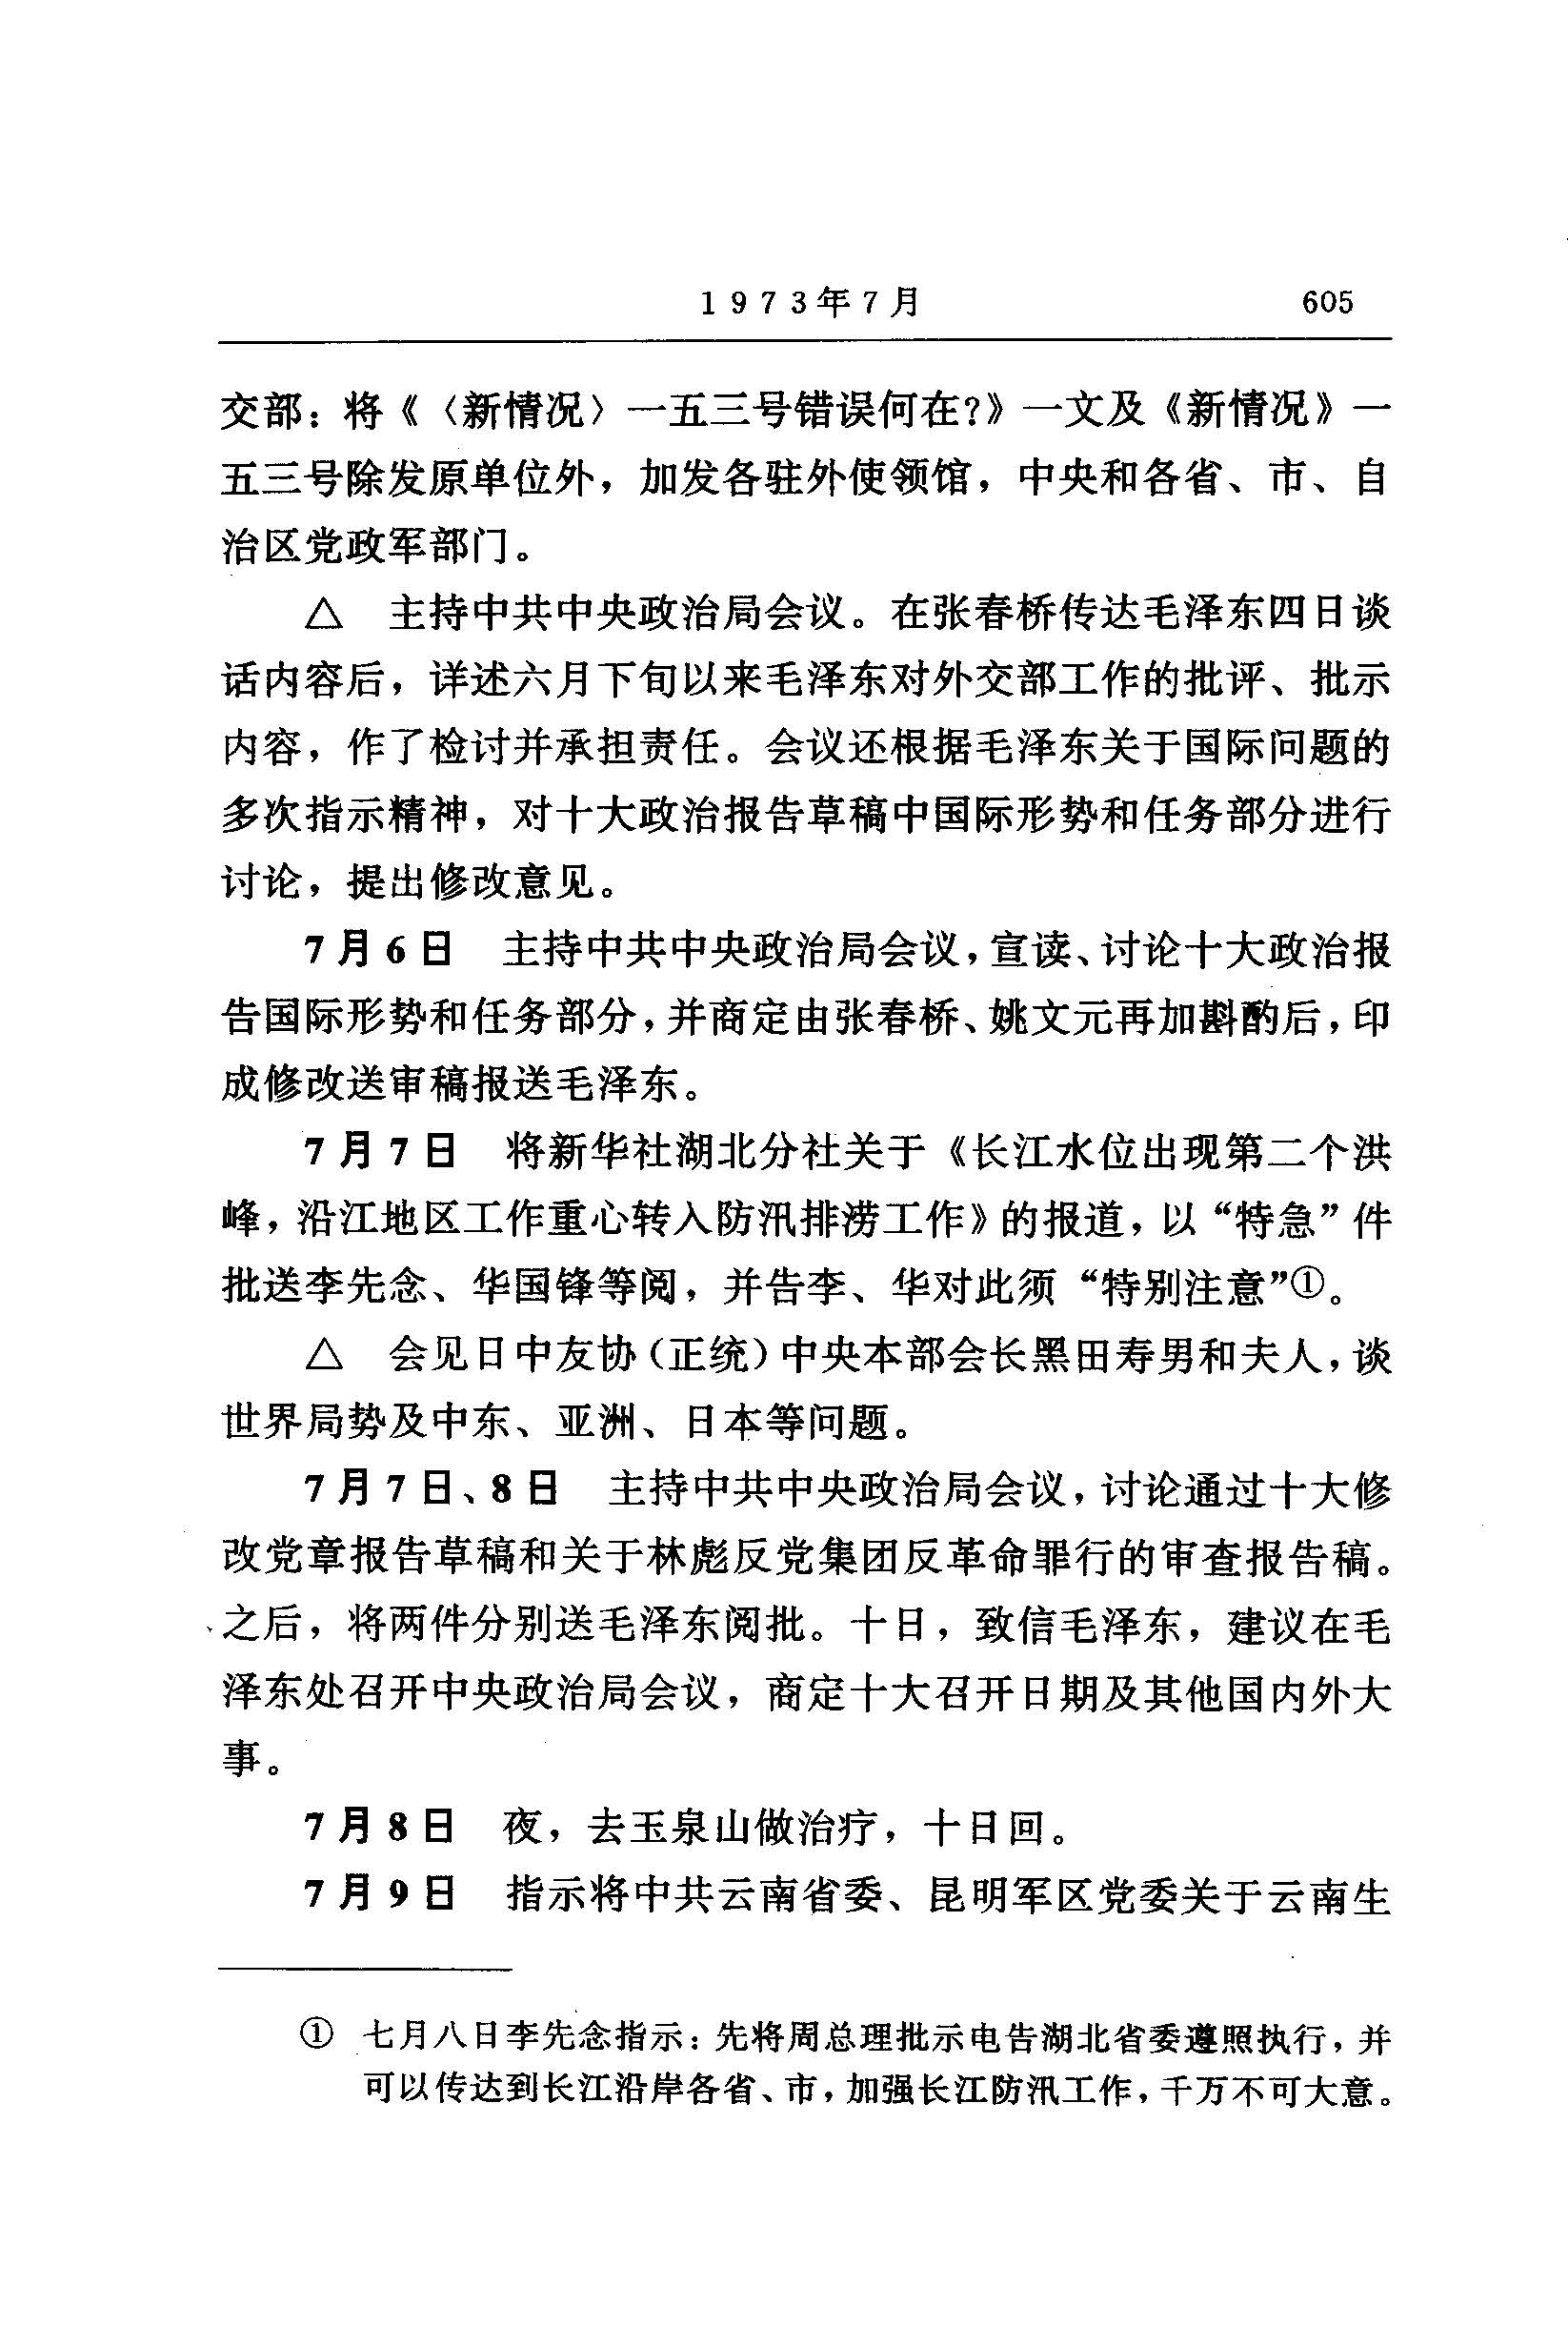 1973年7月 605
交部：将《〈新情况〉一五三号错误何在?》一文及《新情况》一
五三号除发原单位外，加发各驻外使领馆，中央和各省、市、自
治区党政军部门。
△ 主持中共中央政治局会议。在张春桥传达毛泽东四日谈
话内容后，详述六月下旬以来毛泽东对外交部工作的批评、批示
内容，作了检讨并承担责任。会议还根据毛泽东关于国际问题的
多次指示精神，对十大政治报告草稿中国际形势和任务部分进行
讨论，提出修改意见。
7月6日 主持中共中央政治局会议，宣读、讨论十大政治报
告国际形势和任务部分，并商定由张春桥、姚文元再加斟酌后，印
成修改送审稿报送毛泽东。
7月7日 将新华社湖北分社关于《长江水位出现第二个洪
峰，沿江地区工作重心转入防汛排涝工作》的报道，以“特急”件
批送李先念、华国锋等阅，并告李、华对此须“特别注意”①。
△ 会见日中友协（正统）中央本部会长黑田寿男和夫人，谈
世界局势及中东、亚洲、日本等问题。
7月7日、8日 主持中共中央政治局会议，讨论通过十大修
改党章报告草稿和关于林彪反党集团反革命罪行的审查报告稿。
之后，将两件分别送毛泽东阅批。十日，致信毛泽东，建议在毛
泽东处召开中央政治局会议，商定十大召开日期及其他国内外大
事。
7月8日 夜，去玉泉山做治疗，十日回。
7月9日 指示将中共云南省委、昆明军区党委关于云南生
① 七月八日李先念指示：先将周总理批示电告湖北省委遵照执行，并
可以传达到长江沿岸各省、市，加强长江防汛工作，千万不可大意。